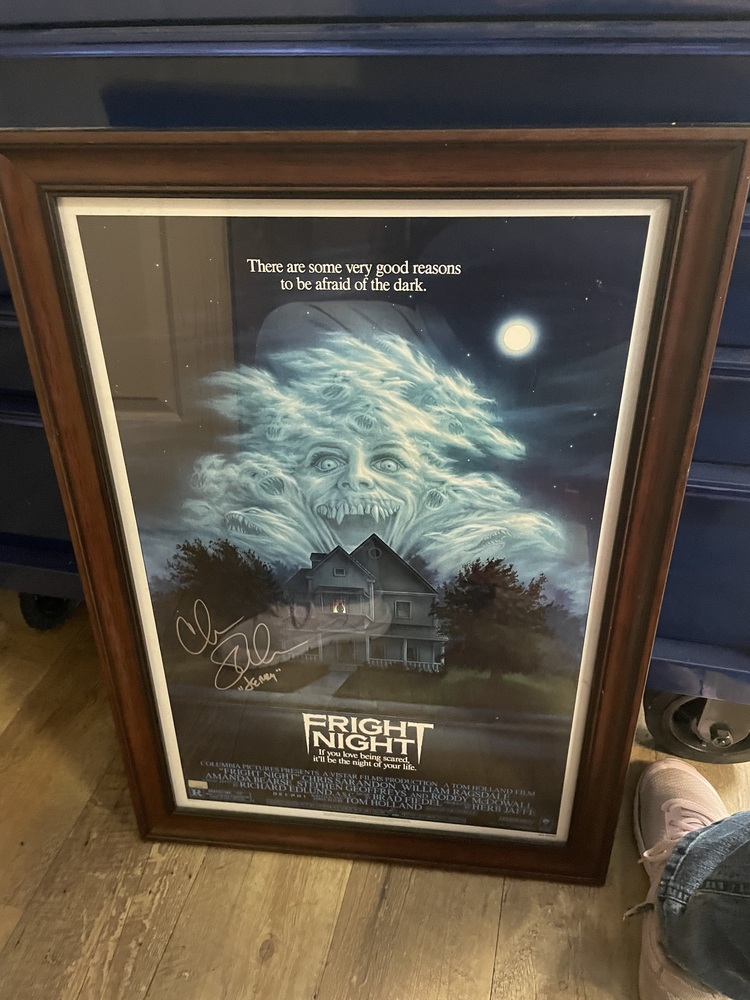 There are some very good reasons
to be afraid of the dark.
Chris
S
"JERRY"
FRIGHT
NIGHT
If you love being scared,
it'll be the night of your life.
COLUMBIA PICTURES PRESENTS A VISTAR FILMS PRODUCTION A TOM HOLLAND FILM
"FRIGHT NIGHT" CHRIS SARANDON WILLIAM RAGSDALE
AMANDA BEARSE STEPHEN GEOFFREYS AND RODDY McDOWALL
RICHARD EDLUND BRAD FIEDEL HERB JAFFE
TOM HOLLAND
R